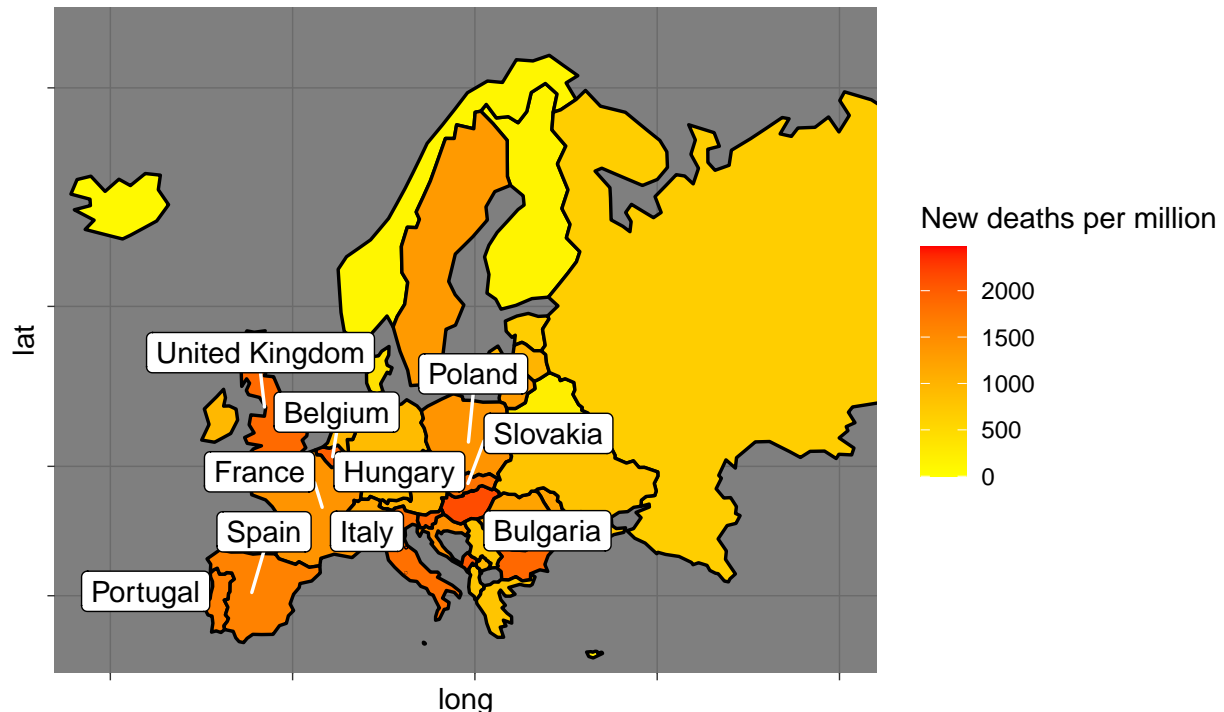 New deaths per million
2000
1500
1000
500
0
lat
United Kingdom
Poland
Belgium
Slovakia
France
Hungary
Spain
Italy
Bulgaria
Portugal
long